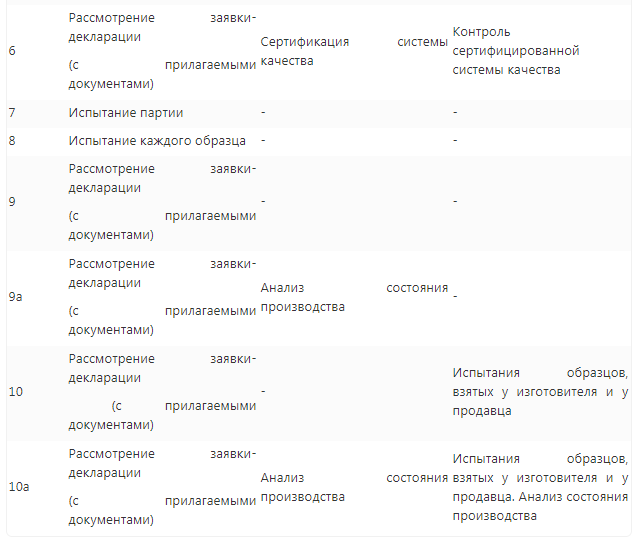 6
Рассмотрение заявки-
декларации
(с прилагаемыми
документами)
Сертификация системы
качества
Контроль
сертифицированной
системы качества
7 Испытание партии - -
8 Испытание каждого образца - -
9
Рассмотрение заявки-
декларации
(с прилагаемыми
документами)
-
-
9а
Рассмотрение заявки-
декларации
(с прилагаемыми
документами)
Анализ состояния
производства
-
10
Рассмотрение заявки-
декларации
(с прилагаемыми
документами)
-
Испытания образцов,
взятых у изготовителя и у
продавца
10а
Рассмотрение заявки-
декларации
(с прилагаемыми
документами)
Анализ состояния
производства
Испытания образцов,
взятых у изготовителя и у
продавца. Анализ состояния
производства